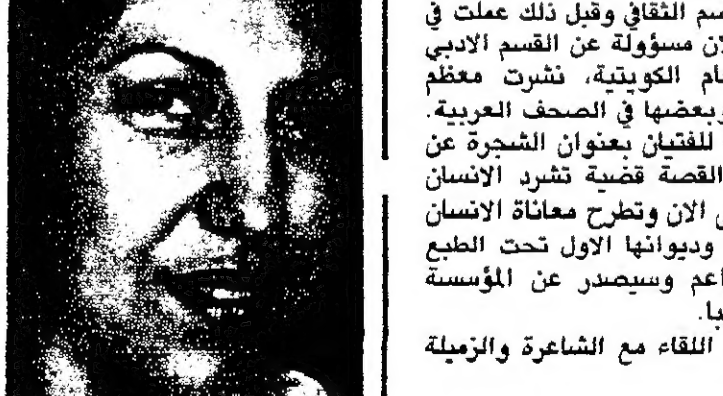 سم الثقافي وقبل ذلك عملت في
لان مسؤولة عن القسم الادبي
ام الكويتية، نشرت معظم
وبعضها في الصحف العربية.
للفتيان بعنوان الشجرة عن
القصة قضية تشرد الانسان
الان وتطرح معاناة الانسان
وديوانها الاول تحت الطبع
اعم وسيصدر عن المؤسسة
با.
اللقاء مع الشاعرة والزميلة